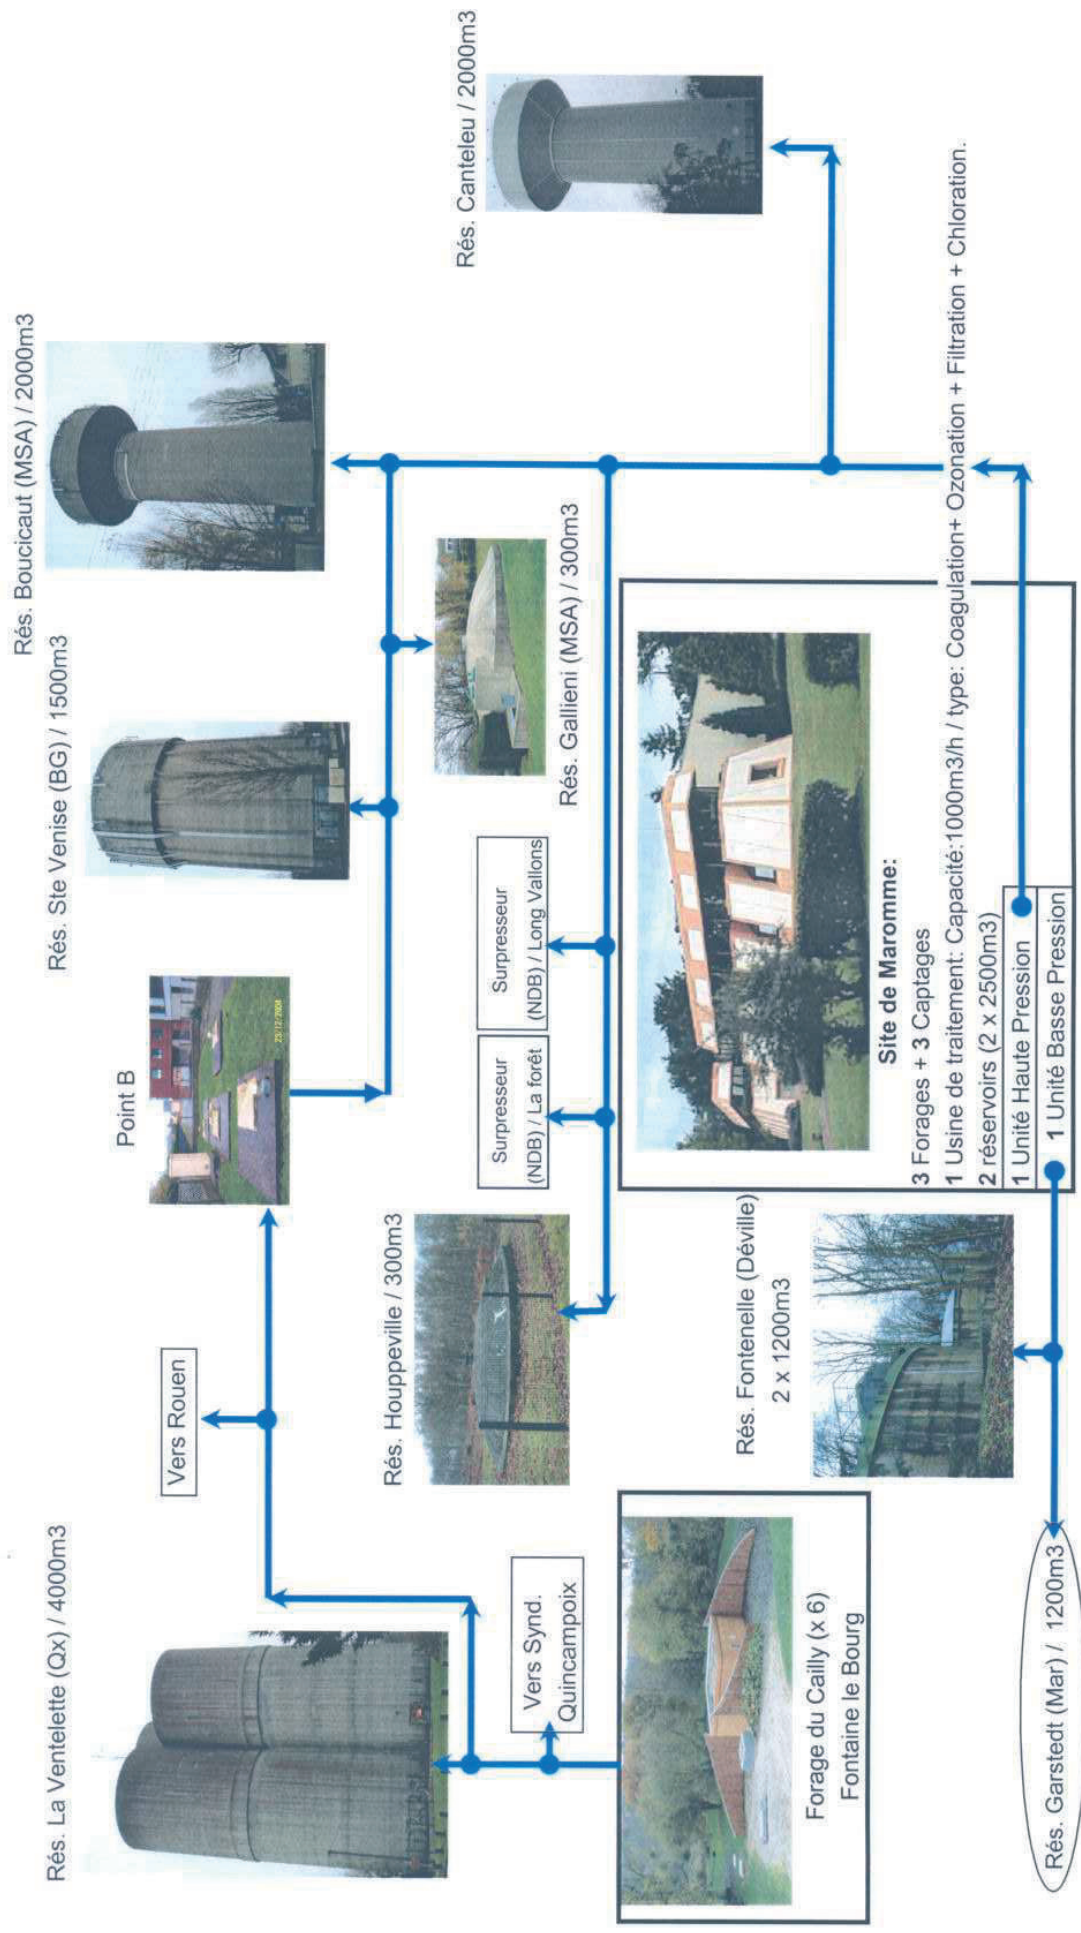 Rés. La Ventelette (Qx) / 4000m3
Vers Rouen
Point B
23/12/2004
Rés. Ste Venise (BG) / 1500m3
Rés. Boucicaut (MSA) / 2000m3
Vers Synd.
Quincampoix
Rés. Houppeville / 300m3
Surpresseur
(NDB) / La forêt
Surpresseur
(NDB) / Long Vallons
Rés. Gallieni (MSA) / 300m3
Rés. Canteleu / 2000m3
Forage du Cailly (x 6)
Fontaine le Bourg
Rés. Fontenelle (Déville)
2 x 1200m3
Site de Maromme:
3 Forages + 3 Captages
1 Usine de traitement: Capacité:1000m3/h / type: Coagulation+ Ozonation + Filtration + Chloration.
2 réservoirs (2 x 2500m3)
1 Unité Haute Pression
1 Unité Basse Pression
Rés. Garstedt (Mar) / 1200m3